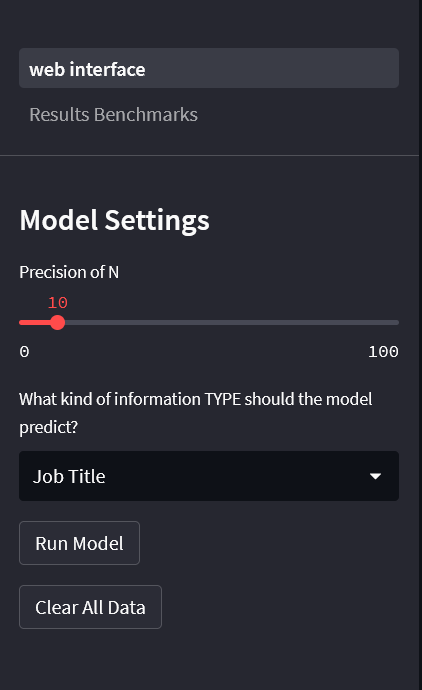 web interface
Results Benchmarks
Model Settings
Precision of N
10
0 100
What kind of information TYPE should the model
predict?
Job Title
Run Model
Clear All Data